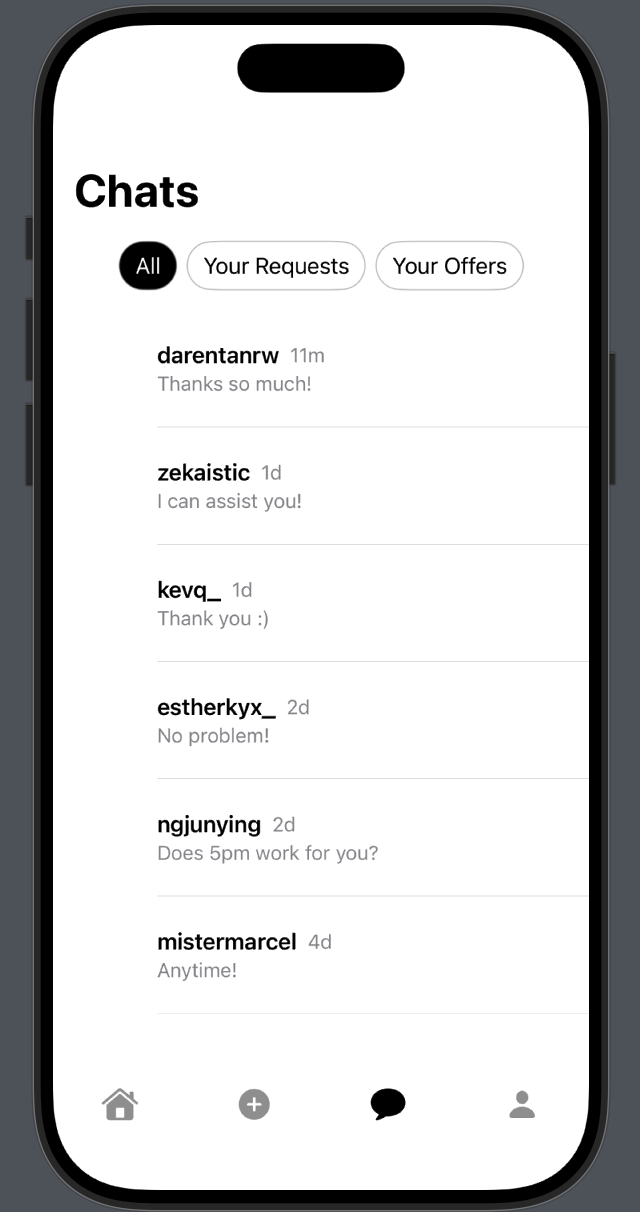 Chats
All Your Requests Your Offers
darentanrw 11m
Thanks so much!
zekaistic 1d
I can assist you!
kevq_ 1d
Thank you :)
estherkyx_ 2d
No problem!
ngjunying 2d
Does 5pm work for you?
mistermarcel 4d
Anytime!